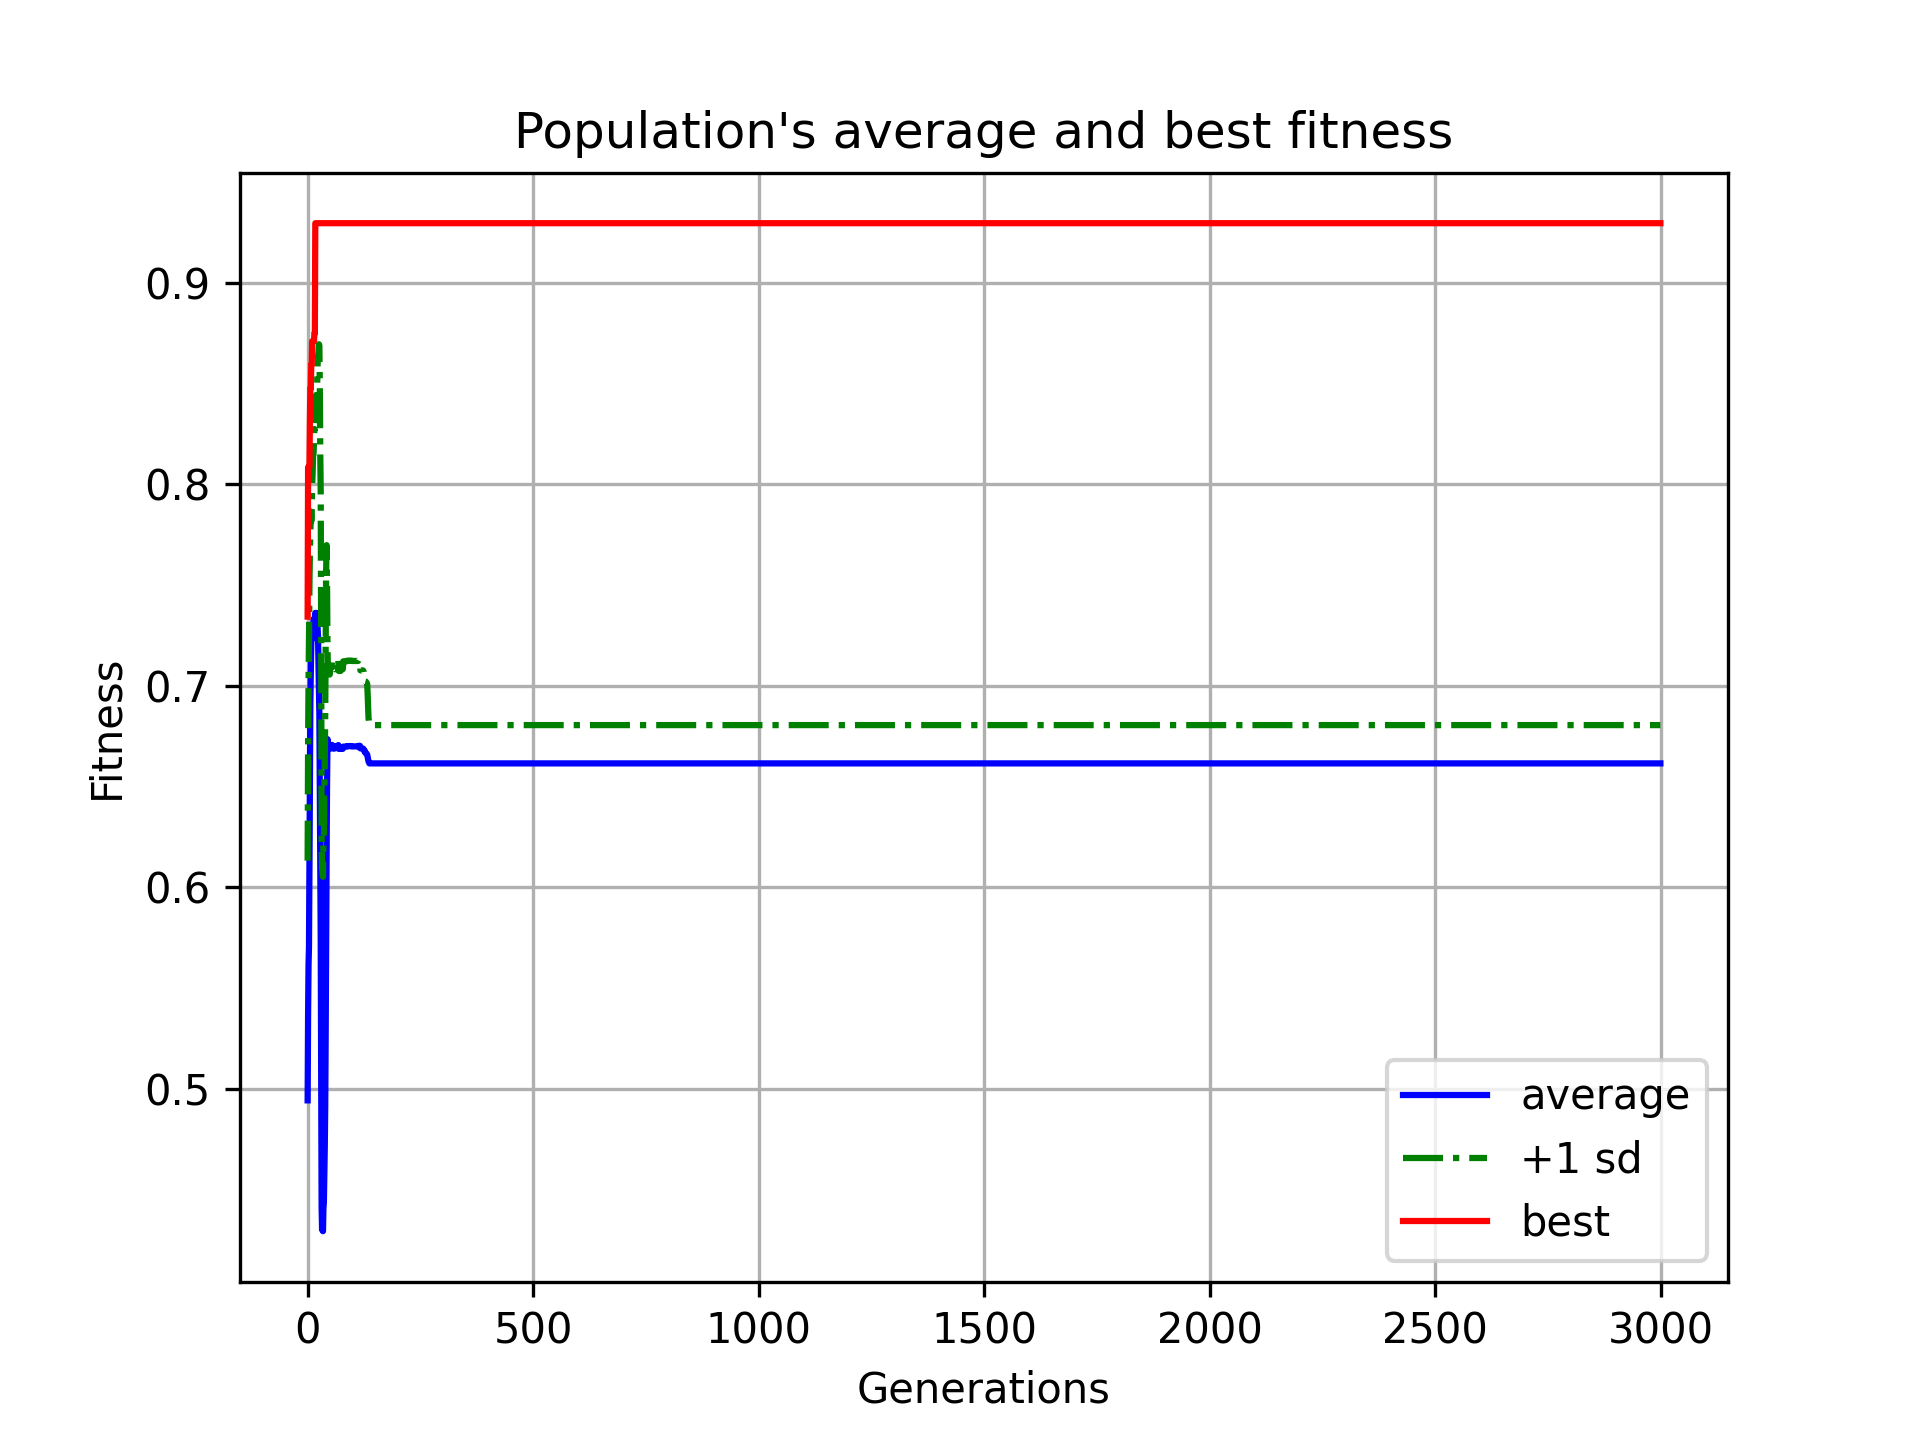 Population's average and best fitness
Fitness
0.9
0.8
0.7
0.6
0.5
0 500 1000 1500 2000 2500 3000
Generations
average
+1 sd
best